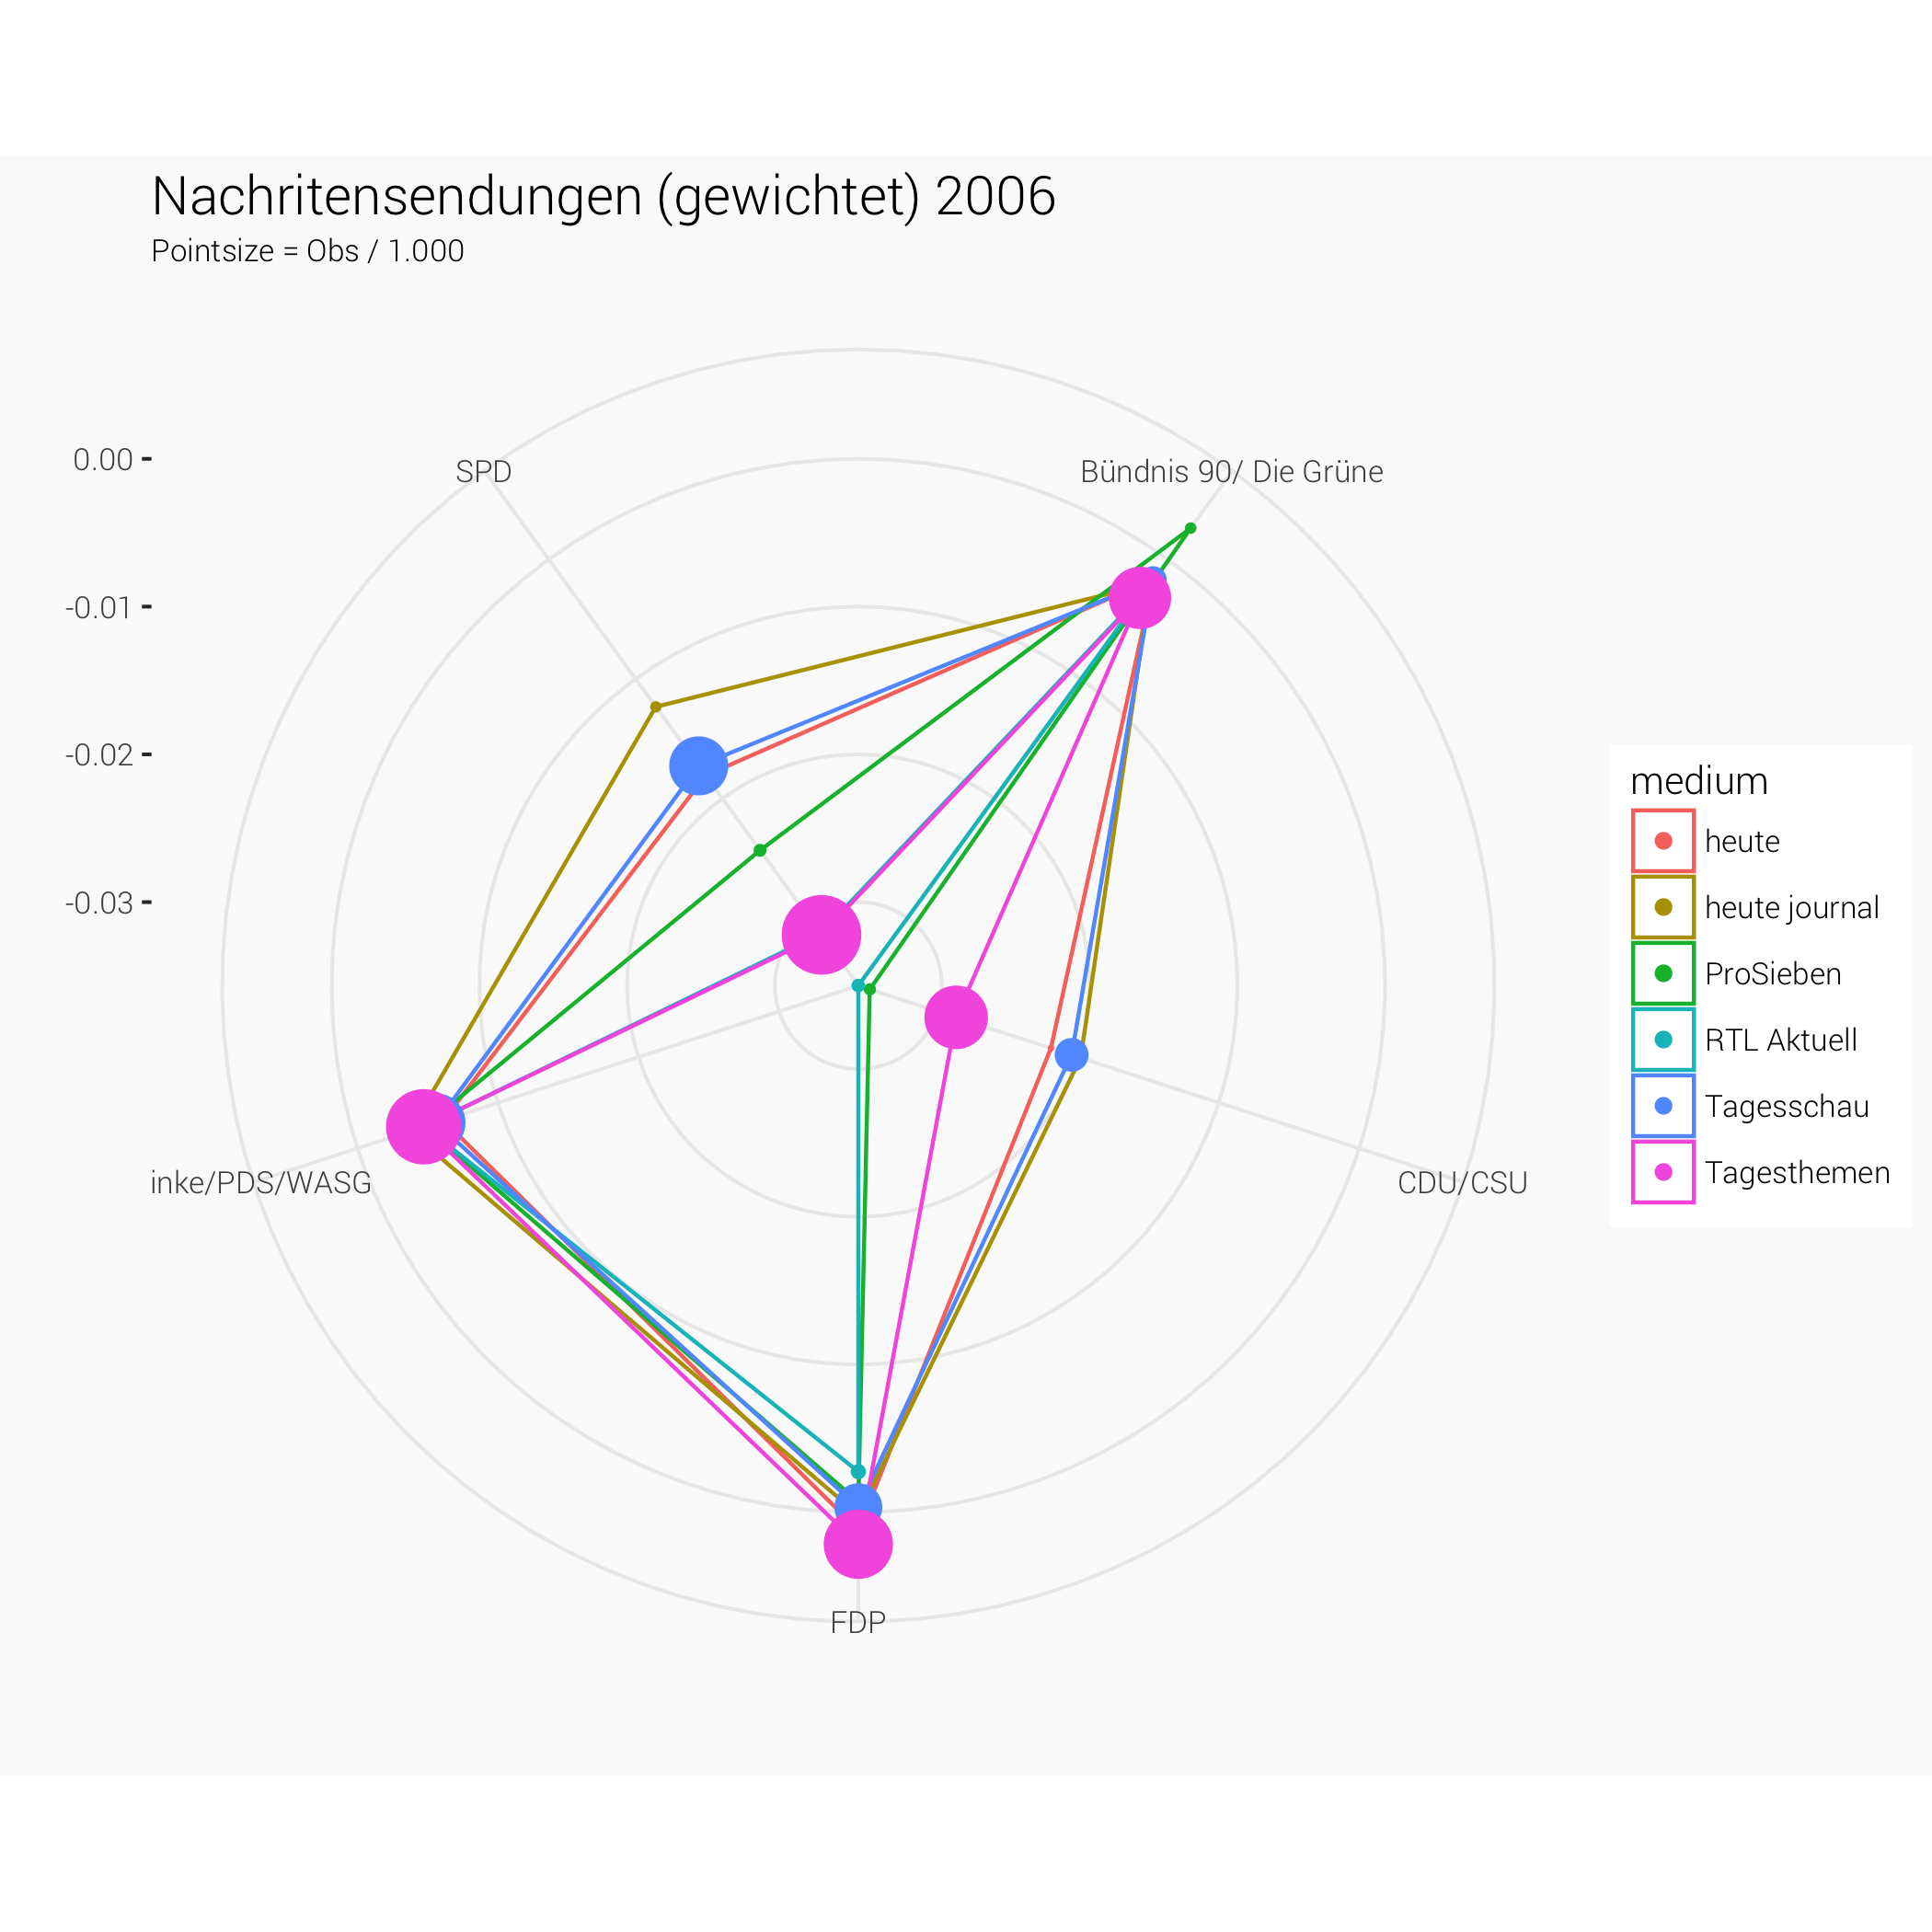 Nachritensendungen (gewichtet) 2006
Pointsize = Obs / 1.000
0.00
SPD
Bündnis 90/ Die Grüne
-0.01
-0.02
-0.03
inke/PDS/WASG
CDU/CSU
FDP
medium
heute
heute journal
ProSieben
RTL Aktuell
Tagesschau
Tagesthemen